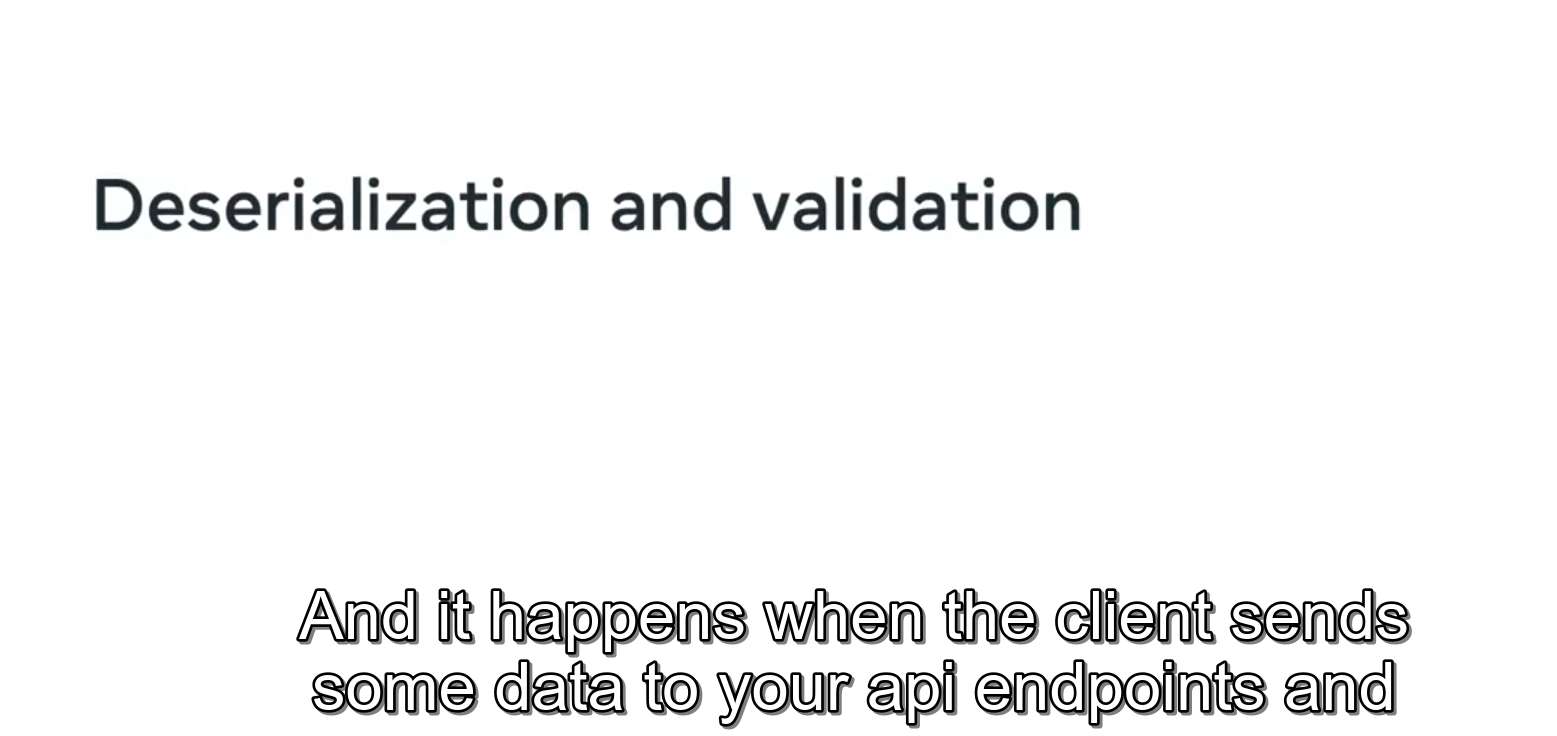 Deserialization and validation
And it happens when the client sends
some data to your api endpoints and